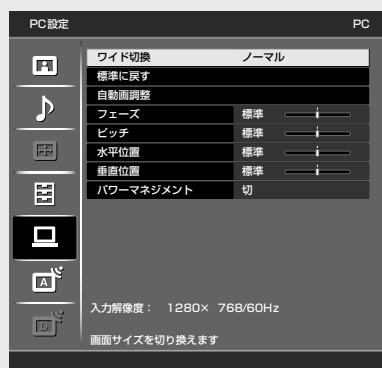 PC設定 PC
ワイド切換 ノーマル
標準に戻す
自動画調整
フェーズ 標準
ピッチ 標準
水平位置 標準
垂直位置 標準
パワーマネジメント 切
A
D
入力解像度： 1280× 768/60Hz
画面サイズを切り換えます